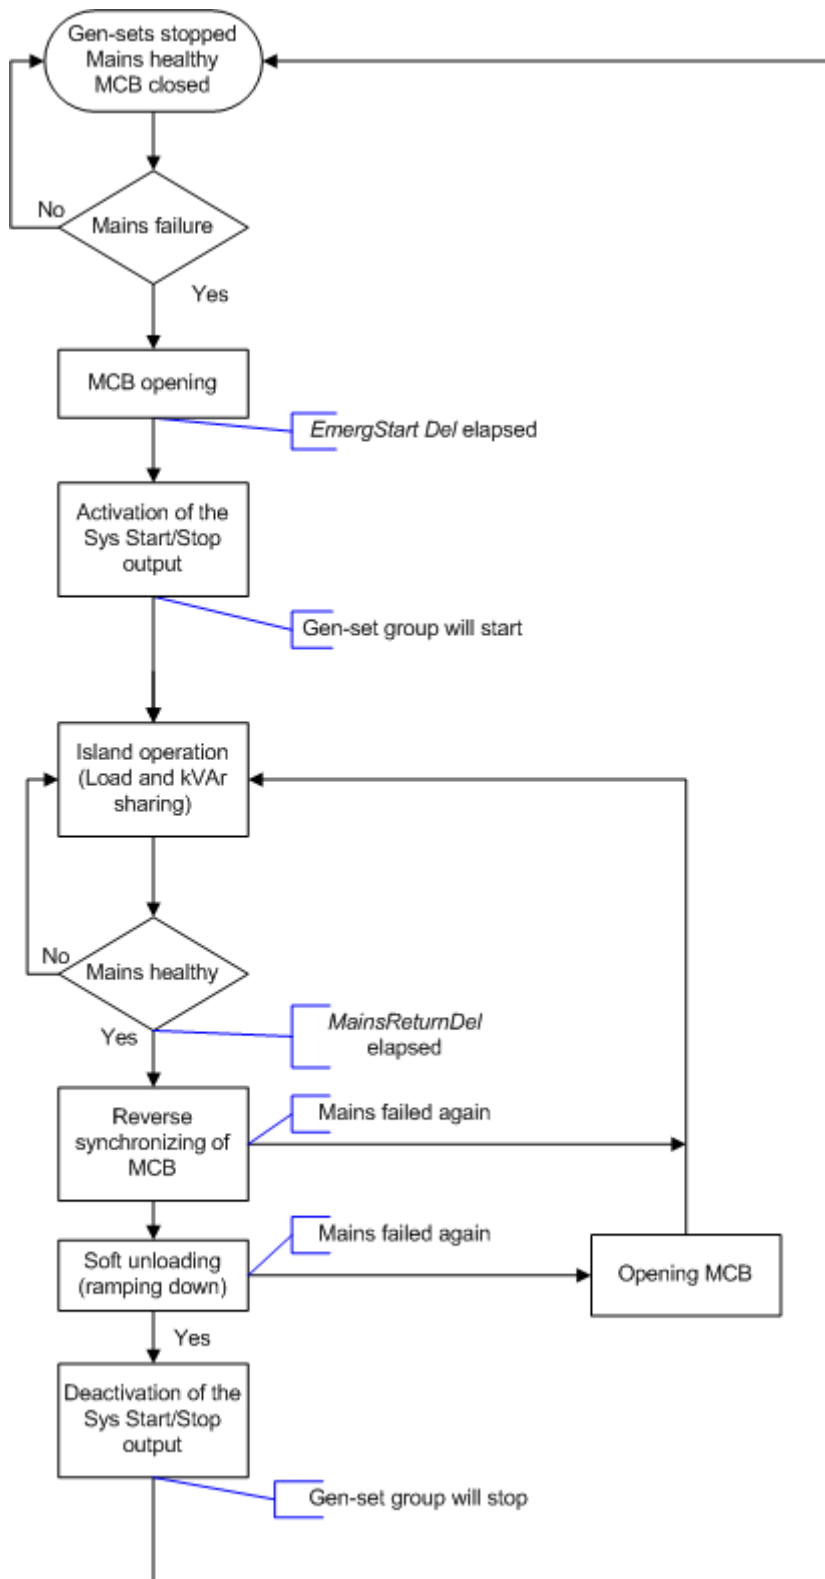 Gen-sets stopped
Mains healthy
MCB closed
No
Mains failure
Yes
MCB opening
EmergStart Del elapsed
Activation of the
Sys Start/Stop
output
Gen-set group will start
Island operation
(Load and kVAr
sharing)
No
Mains healthy
Yes
MainsReturnDel
elapsed
Reverse
synchronizing of
MCB
Mains failed again
Mains failed again
Soft unloading
(ramping down)
Opening MCB
Yes
Deactivation of the
Sys Start/Stop
output
Gen-set group will stop